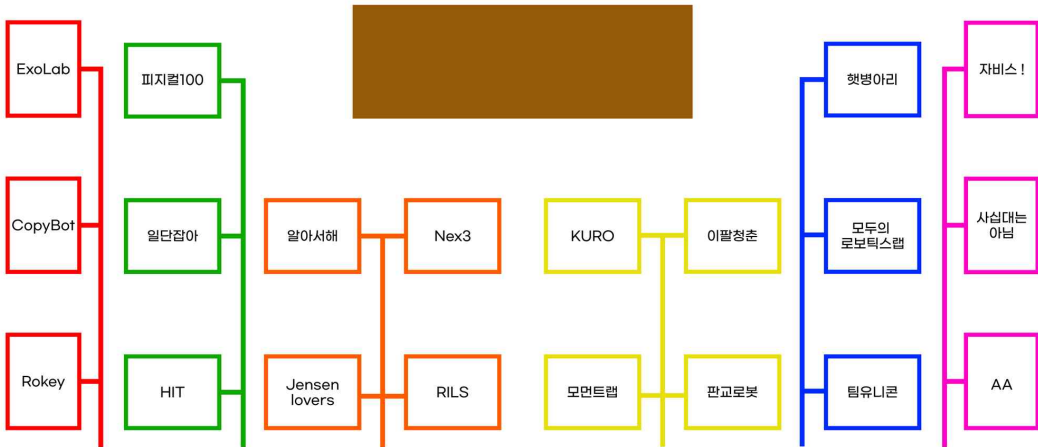 ExoLab
피지컬100
햇병아리
자비스 !
CopyBot
일단잡아
알아서해
Nex3
KURO
이팔청춘
모두의
로보틱스랩
사십대는
아님
Rokey
HIT
Jensen
lovers
RILS
모먼트랩
판교로봇
팀유니콘
AA